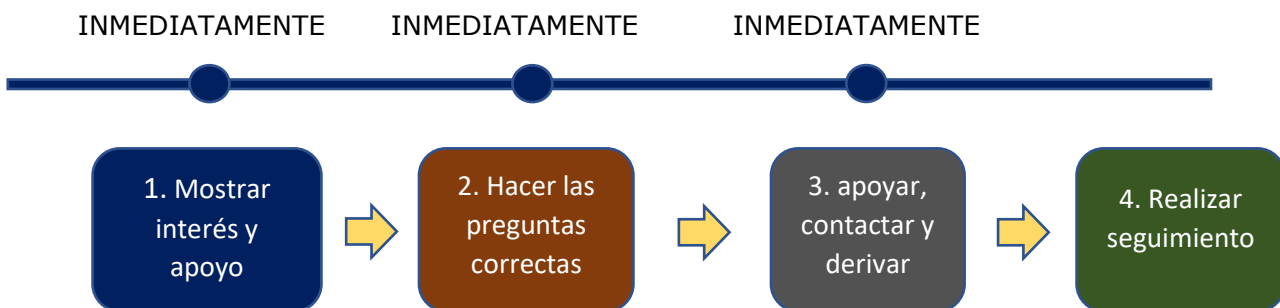 INMEDIATAMENTE
INMEDIATAMENTE
INMEDIATAMENTE
1. Mostrar
interés y
apoyo
2. Hacer las
preguntas
correctas
3. apoyar,
contactar y
derivar
4. Realizar
seguimiento